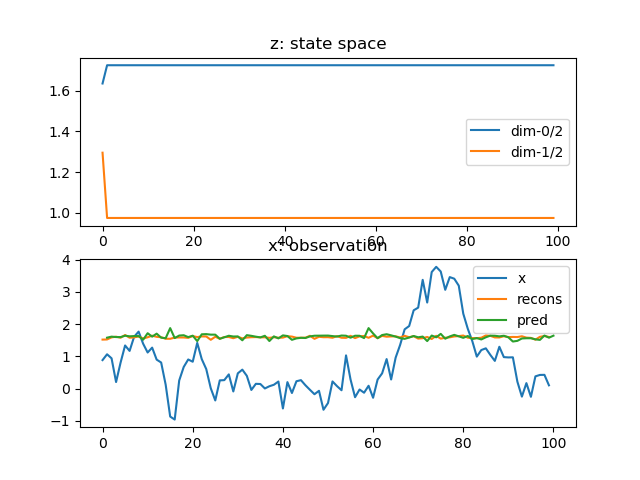 z: state space
1.6
1.4
1.2
1.0
dim-0/2
dim-1/2
0 20 40 60 80 100
x: observation
4
3
2
1
0
−1
x
recons
pred
0 20 40 60 80 100